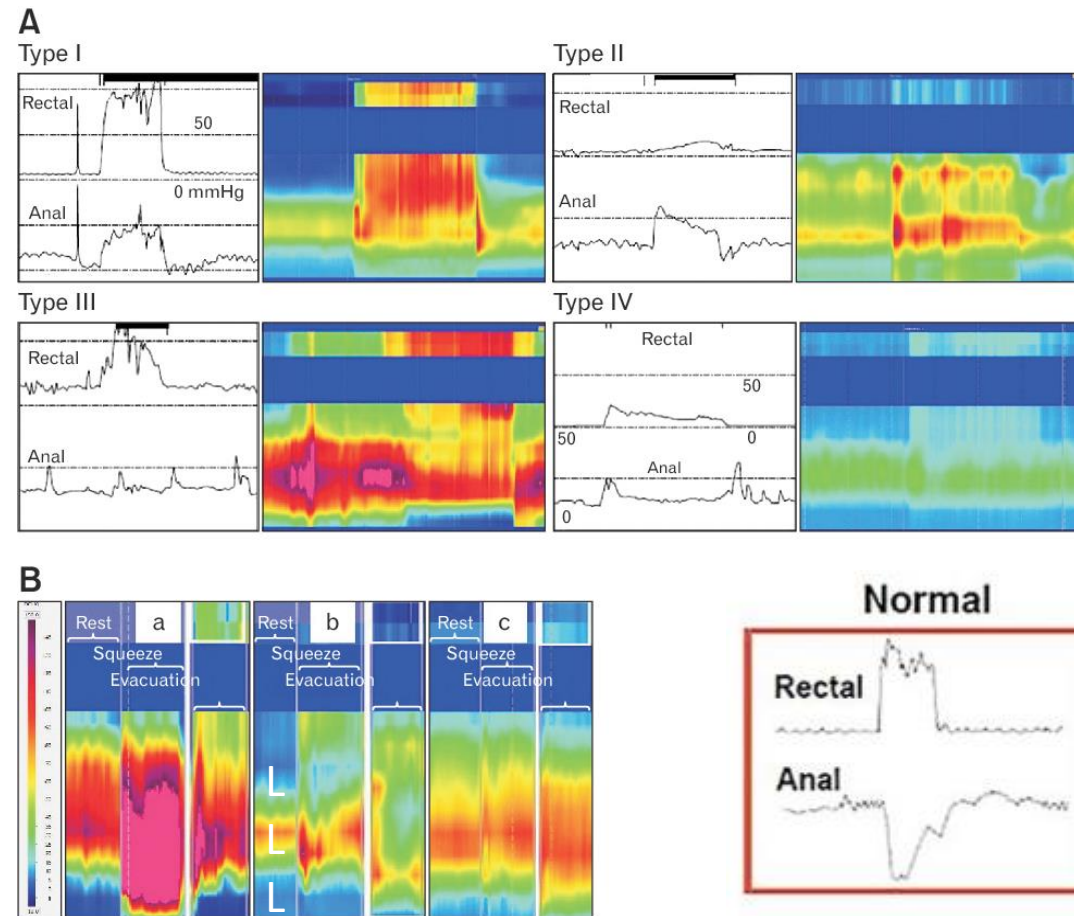 A
Type I
Type II
Rectal
50
0 mmHg
Anal
Rectal
Anal
Type III
Type IV
Rectal
Anal
Rectal
50
50
0
Anal
0
B
Rest
a
Squeeze
Evacuation
Rest
b
Squeeze
Evacuation
L
L
L
Rest
c
Squeeze
Evacuation
Normal
Rectal
Anal